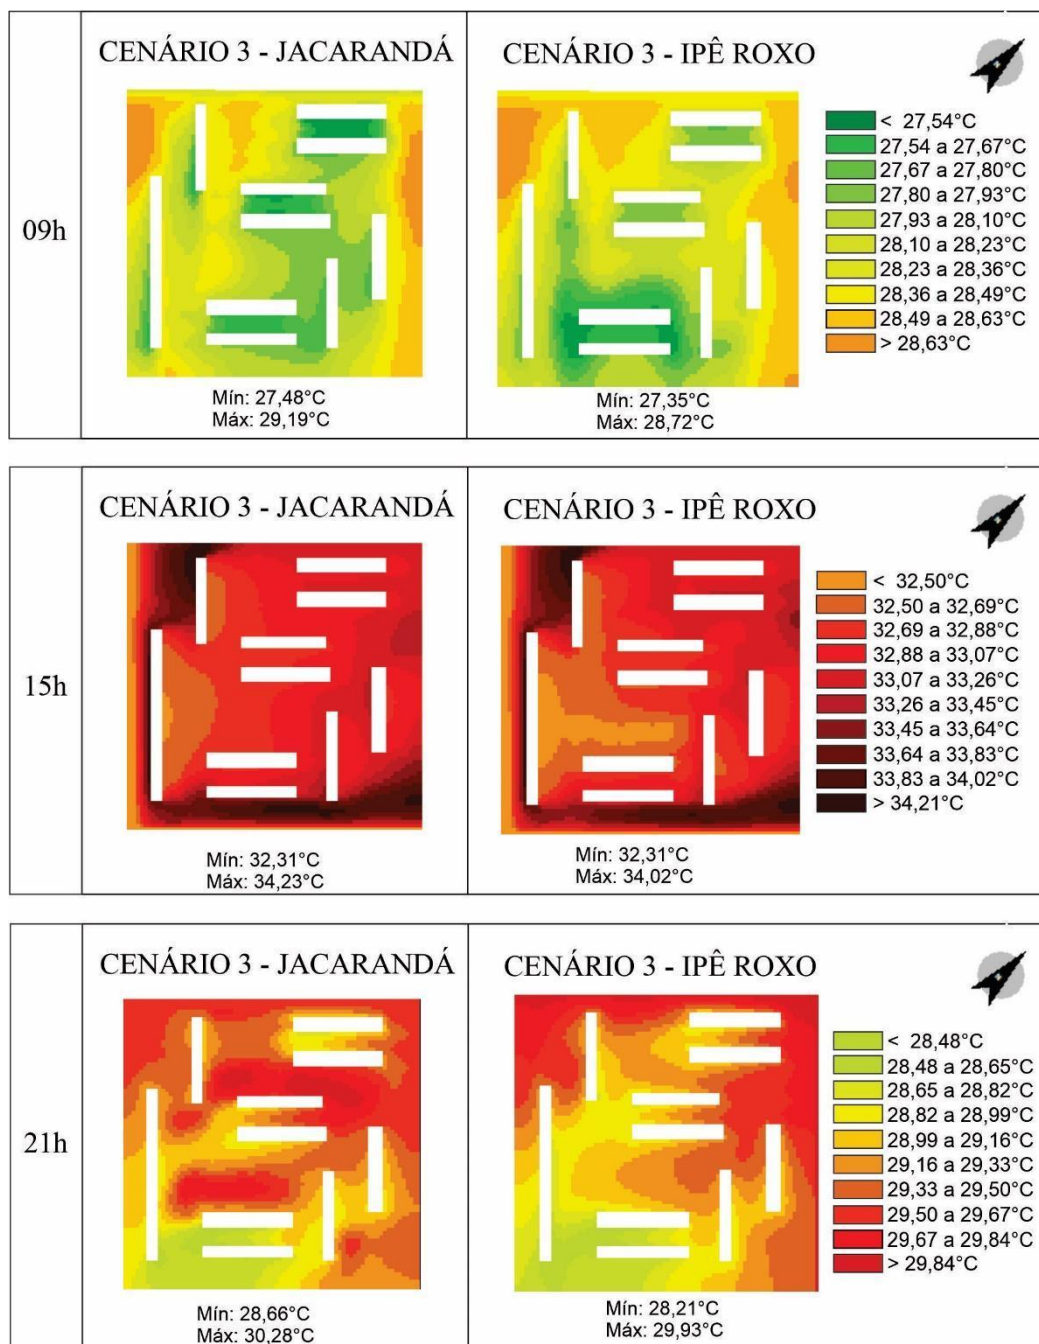 CENÁRIO 3 - JACARANDÁ
CENÁRIO 3 - IPÊ ROXO
09h
< 27,54°C
27,54 a 27,67°C
27,67 a 27,80°C
27,80 a 27,93°C
27,93 a 28,10°C
28,10 a 28,23°C
28,23 a 28,36°C
28,36 a 28,49°C
28,49 a 28,63°C
> 28,63°C
Mín: 27,48°C
Máx: 29,19°C
Mín: 27,35°C
Máx: 28,72°C
CENÁRIO 3 - JACARANDÁ
CENÁRIO 3 - IPÊ ROXO
15h
< 32,50°C
32,50 a 32,69°C
32,69 a 32,88°C
32,88 a 33,07°C
33,07 a 33,26°C
33,26 a 33,45°C
33,45 a 33,64°C
33,64 a 33,83°C
33,83 a 34,02°C
> 34,21°C
Mín: 32,31°C
Máx: 34,23°C
Mín: 32,31°C
Máx: 34,02°C
CENÁRIO 3 - JACARANDÁ
CENÁRIO 3 - IPÊ ROXO
21h
< 28,48°C
28,48 a 28,65°C
28,65 a 28,82°C
28,82 a 28,99°C
28,99 a 29,16°C
29,16 a 29,33°C
29,33 a 29,50°C
29,50 a 29,67°C
29,67 a 29,84°C
> 29,84°C
Mín: 28,66°C
Máx: 30,28°C
Mín: 28,21°C
Máx: 29,93°C